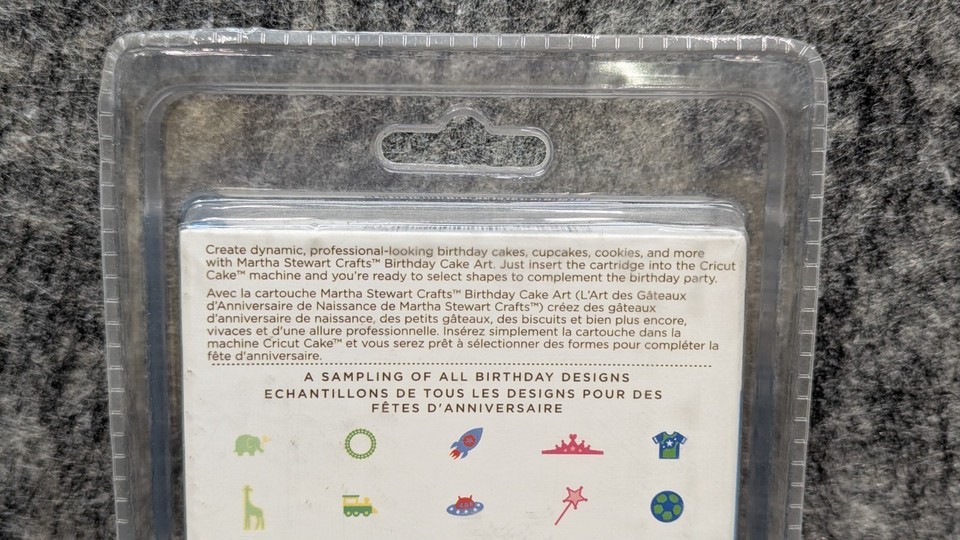 Create dynamic, professional-looking birthday cakes, cupcakes, cookies, and more
with Martha Stewart Crafts™ Birthday Cake Art. Just insert the cartridge into the Cricut
Cake™ machine and you're ready to select shapes to complement the birthday party.
Avec la cartouche Martha Stewart Crafts™ Birthday Cake Art (L'Art des Gâteaux
d'Anniversaire de Naissance de Martha Stewart Crafts™) créez des gâteaux
d'anniversaire de naissance, des petits gâteaux, des biscuits et bien plus encore,
vivaces et d'une allure professionnelle. Insérez simplement la cartouche dans la
machine Cricut Cake™ et vous serez prêt à sélectionner des formes pour compléter la
fête d'anniversaire.
A SAMPLING OF ALL BIRTHDAY DESIGNS
ECHANTILLONS DE TOUS LES DESIGNS POUR DES
FÊTES D'ANNIVERSAIRE